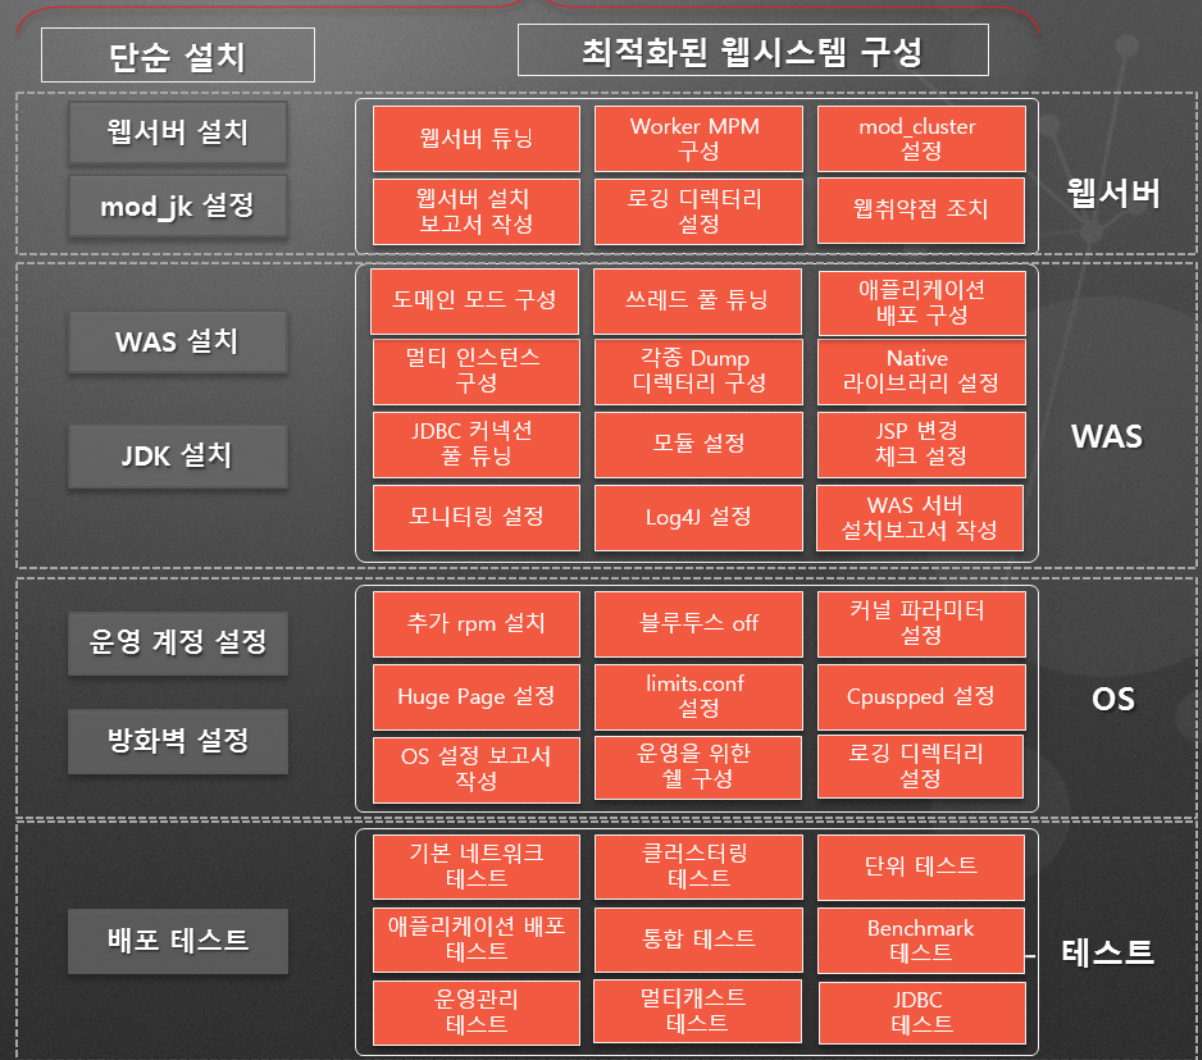 단순 설치
최적화된 웹시스템 구성
웹서버 설치
mod_jk 설정
웹서버 튜닝
Worker MPM
구성
mod_cluster
설정
웹서버 설치
보고서 작성
로깅 디렉터리
설정
웹취약점 조치
웹서버
WAS 설치
JDK 설치
도메인 모드 구성
쓰레드 풀 튜닝
애플리케이션
배포 구성
멀티 인스턴스
구성
각종 Dump
디렉터리 구성
Native
라이브러리 설정
JDBC 커넥션
풀 튜닝
모듈 설정
JSP 변경
체크 설정
모니터링 설정
Log4J 설정
WAS 서버
설치보고서 작성
WAS
운영 계정 설정
방화벽 설정
추가 rpm 설치
블루투스 off
커널 파라미터
설정
Huge Page 설정
limits.conf
설정
Cpuspped 설정
OS 설정 보고서
작성
운영을 위한
쉘 구성
로깅 디렉터리
설정
OS
배포 테스트
기본 네트워크
테스트
클러스터링
테스트
단위 테스트
애플리케이션 배포
테스트
통합 테스트
Benchmark
테스트
운영관리
테스트
멀티캐스트
테스트
JDBC
테스트
테스트